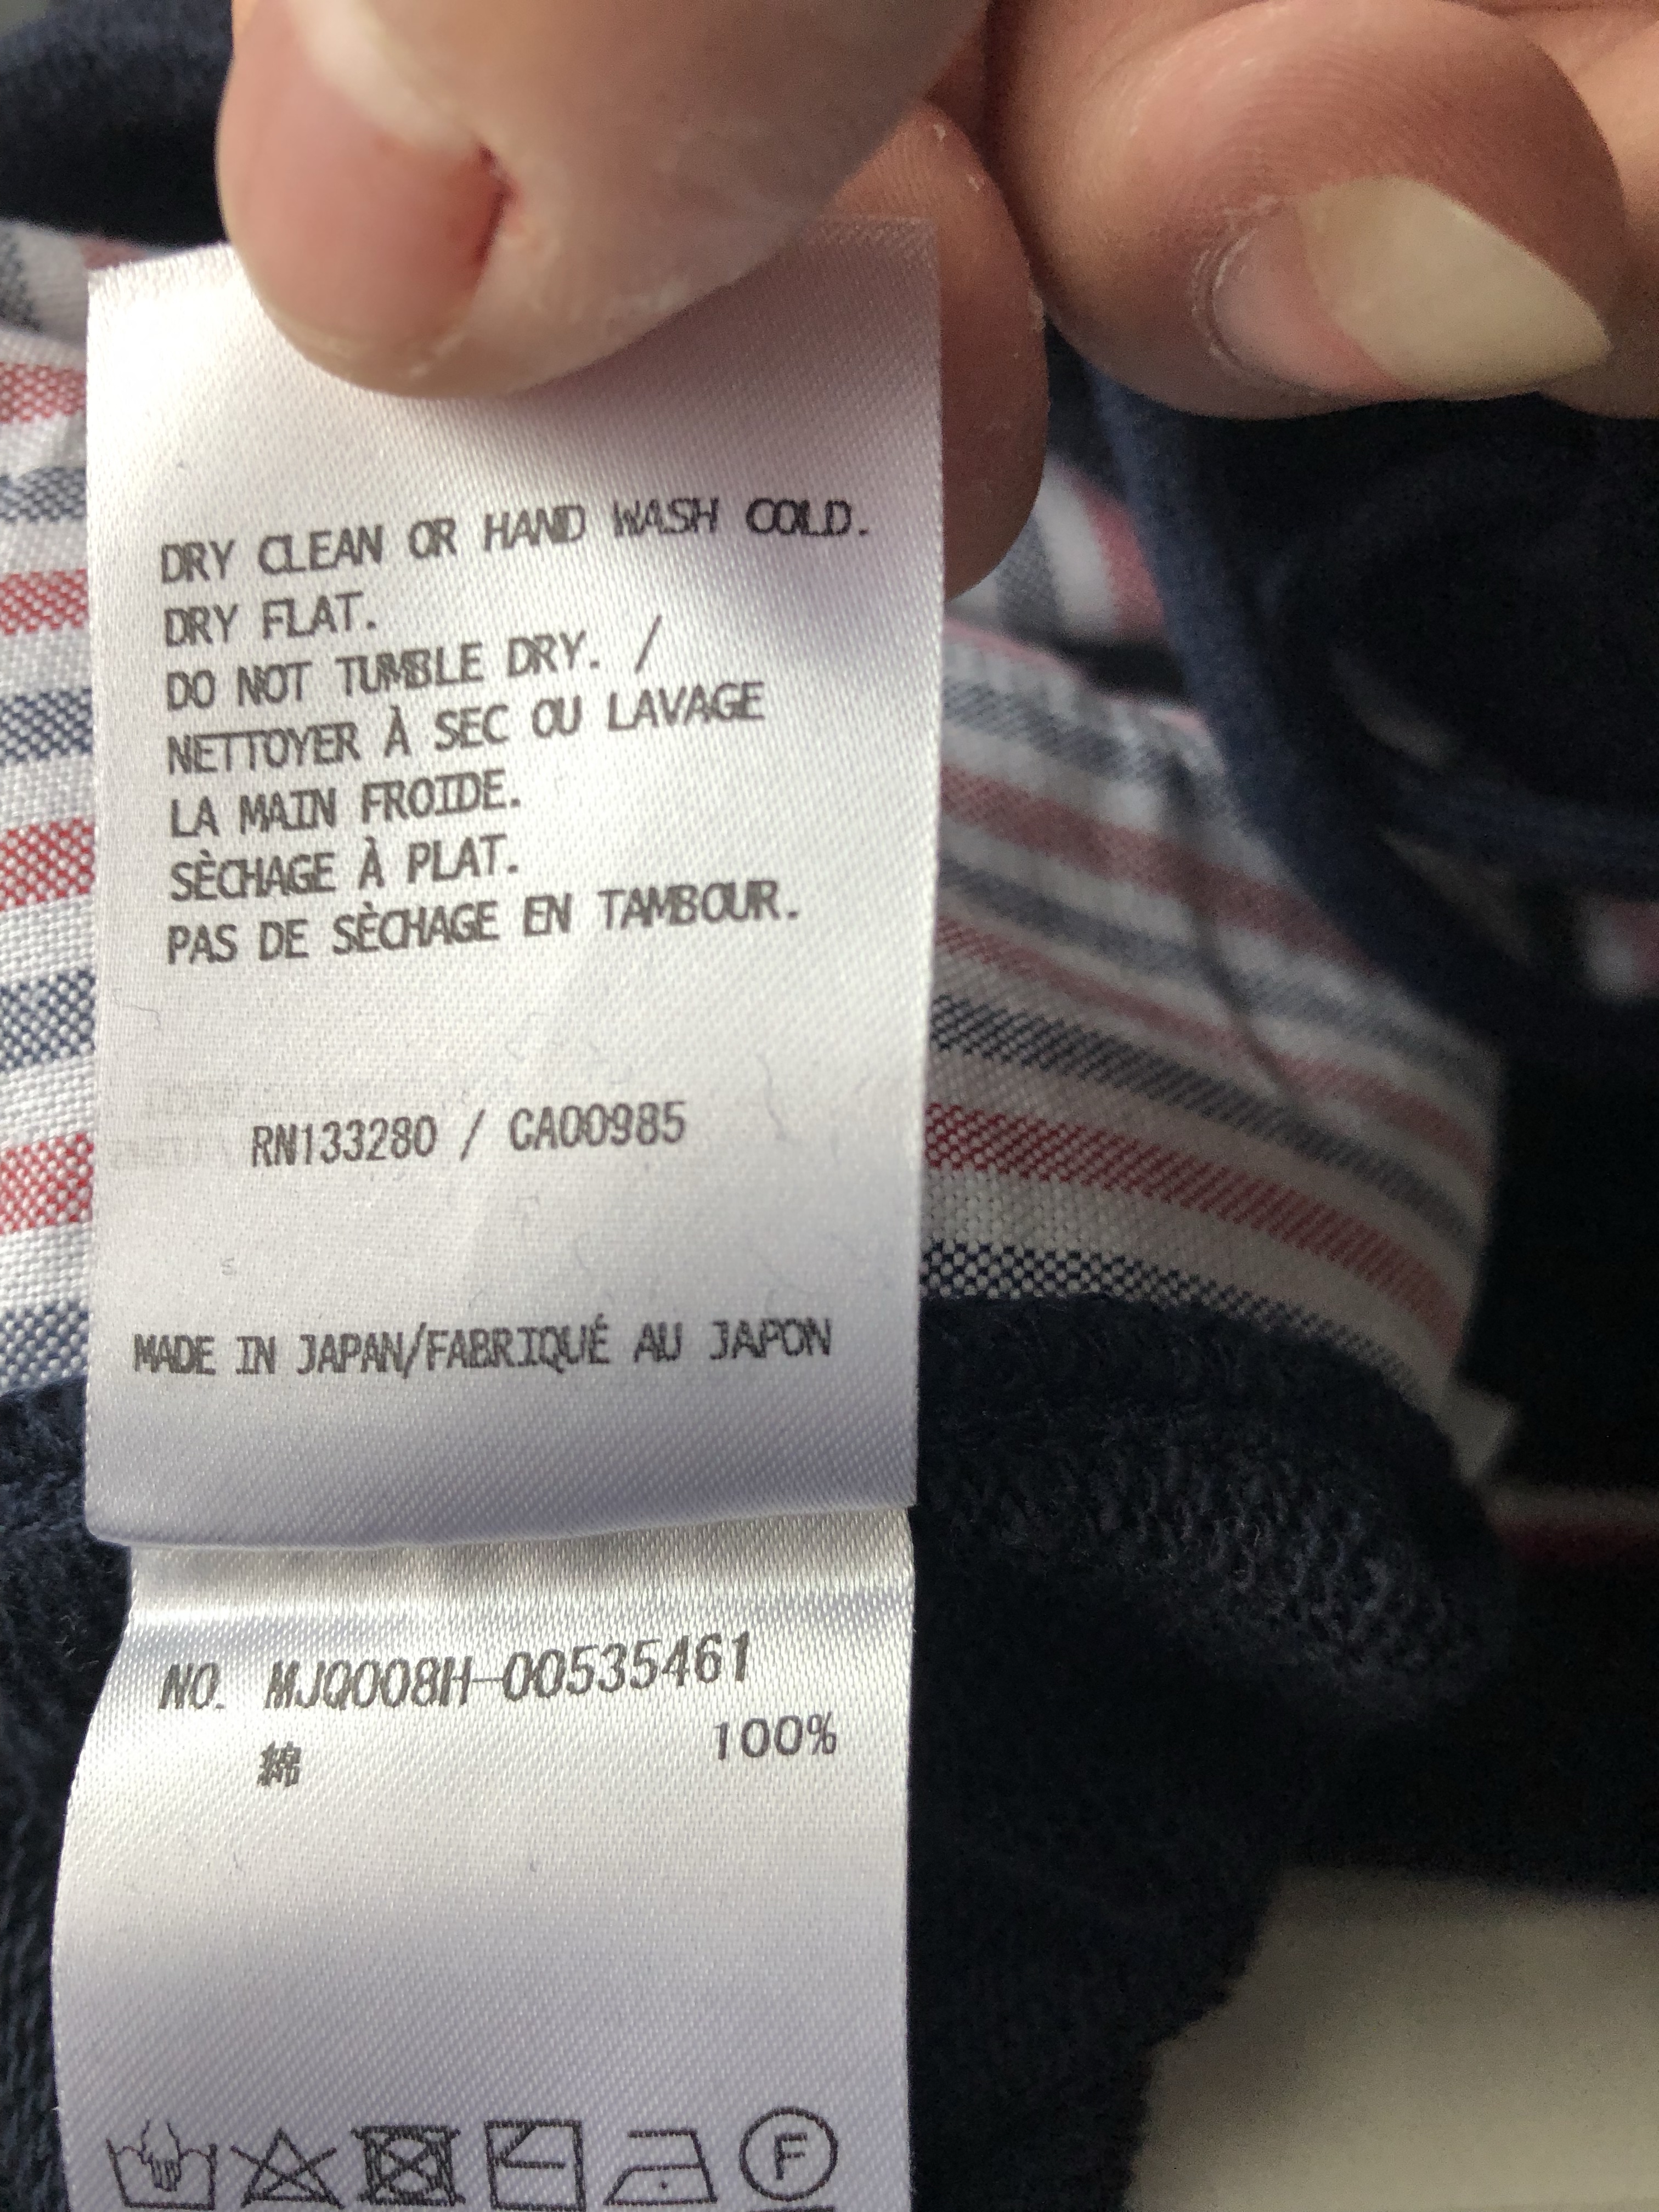 DRY CLEAN OR HAND WASH COLD.
DRY FLAT.
DO NOT TUMBLE DRY. /
NETTOYER À SEC OU LAVAGE
LA MAIN FROIDE.
SÈCHAGE À PLAT.
PAS DE SÈCHAGE EN TAMBOUR.
RN133280 / CA00985
MADE IN JAPAN/FABRIQUÉ AU JAPON
NO. MJQ008H-00535461
綿 100%
F